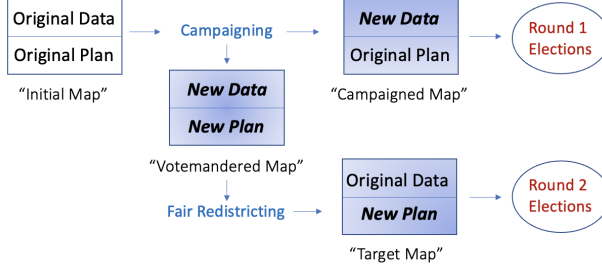 Original Data
Original Plan
"Initial Map"
Campaigning
New Data
Original Plan
"Campaigned Map"
Round 1
Elections
New Data
New Plan
"Votemandered Map"
Fair Redistricting
Original Data
New Plan
"Target Map"
Round 2
Elections